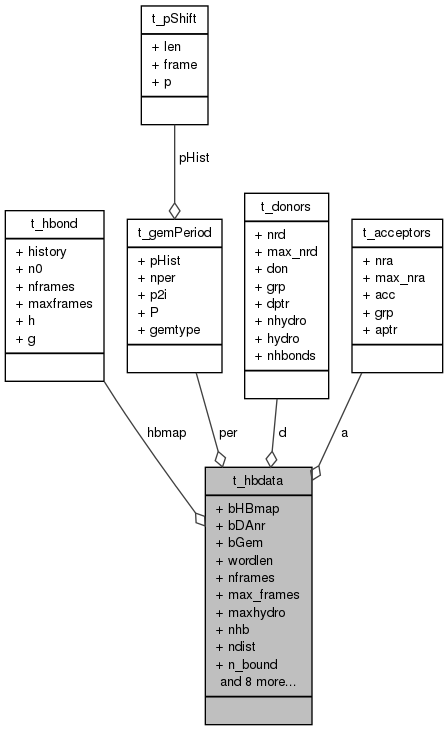 t_pShift
+ len
+ frame
+ p
pHist
t_hbond
+ history
+ n0
+ nframes
+ maxframes
+ h
+ g
t_gemPeriod
+ pHist
+ nper
+ p2i
+ P
+ gemtype
t_donors
+ nrd
+ max_nrd
+ don
+ grp
+ dptr
+ nhydro
+ hydro
+ nhbonds
t_acceptors
+ nra
+ max_nra
+ acc
+ grp
+ aptr
hbmap
per
d
a
t_hbdata
+ bHBmap
+ bDAnr
+ bGem
+ wordlen
+ nframes
+ max_frames
+ maxhydro
+ nhb
+ ndist
+ n_bound
and 8 more...